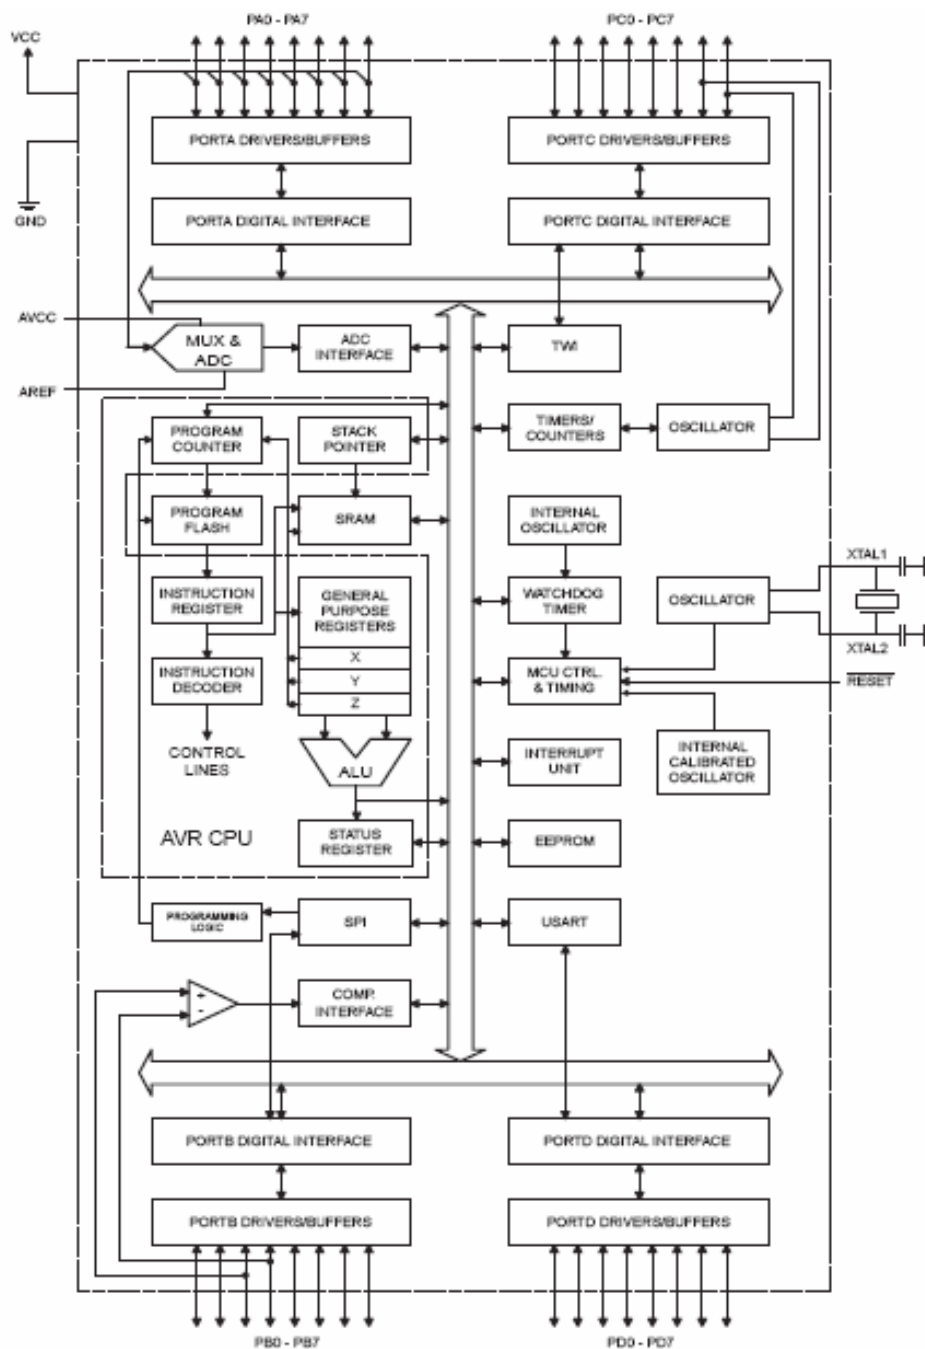 PA0 - PA7
PC0 - PC7
VCC
PORTA DRIVERS/BUFFERS
PORTC DRIVERS/BUFFERS
GND
PORTA DIGITAL INTERFACE
PORTC DIGITAL INTERFACE
AVCC
MUX &
ADC
ADC
INTERFACE
TWI
AREF
PROGRAM
COUNTER
STACK
POINTER
TIMERS/
COUNTERS
OSCILLATOR
PROGRAM
FLASH
SRAM
INTERNAL
OSCILLATOR
XTAL1
INSTRUCTION
REGISTER
GENERAL
PURPOSE
REGISTERS
WATCHDOG
TIMER
OSCILLATOR
X
Y
Z
XTAL2
INSTRUCTION
DECODER
MCU CTRL.
& TIMING
RESET
CONTROL
LINES
ALU
INTERRUPT
UNIT
INTERNAL
CALIBRATED
OSCILLATOR
AVR CPU
STATUS
REGISTER
EEPROM
PROGRAMMING
LOGIC
SPI
USART
+
-
COMP.
INTERFACE
PORTB DIGITAL INTERFACE
PORTD DIGITAL INTERFACE
PORTB DRIVERS/BUFFERS
PORTD DRIVERS/BUFFERS
PB0 - PB7
PD0 - PD7